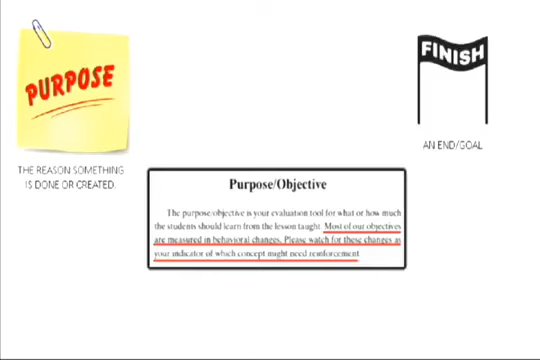 PURPOSE
FINISH
THE REASON SOMETHING
IS DONE OR CREATED.
AN END/GOAL
Purpose/Objective
The purpose/objective is your evaluation tool for what or how much
the students should learn from the lesson taught. Most of our objectives
are measured in behavioral changes. Please watch for these changes as
your indicator of which concept might need reinforcement